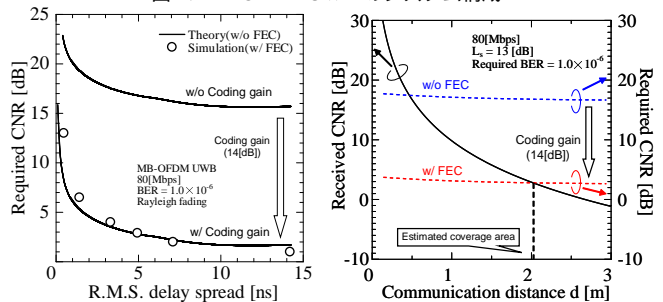 Theory(w/o FEC)
Simulation(w/ FEC)
w/o Coding gain
Coding gain
(14[dB])
MB-OFDM UWB
80[Mbps]
BER = 1.0×10⁻⁶
Rayleigh fading
w/ Coding gain
Required CNR [dB]
25
20
15
10
5
0
5
10
15
R.M.S. delay spread [ns]
80[Mbps]
Lₛ = 13 [dB]
Required BER = 1.0×10⁻⁶
w/o FEC
Coding gain
(14[dB])
w/ FEC
Estimated coverage area
Received CNR [dB]
30
20
10
0
-10
Required CNR [dB]
30
20
10
0
-10
0
1
2
3
Communication distance d [m]